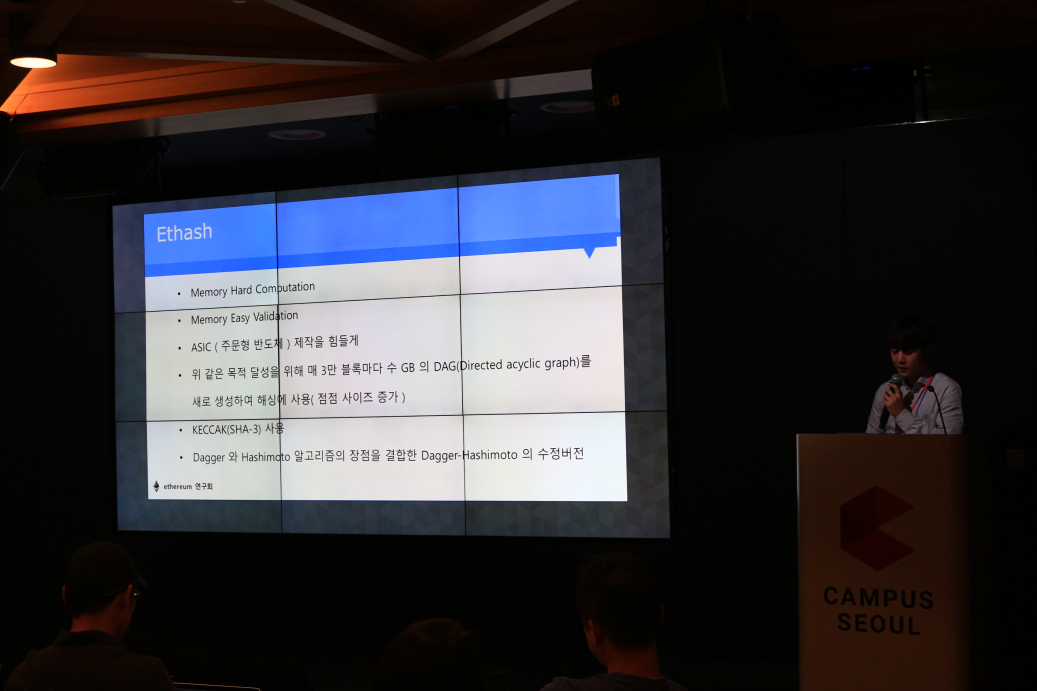 Ethash
• Memory Hard Computation
• Memory Easy Validation
• ASIC ( 주문형 반도체 ) 제작을 힘들게
• 위 같은 목적 달성을 위해 매 3만 블록마다 수 GB 의 DAG(Directed acyclic graph)를
새로 생성하여 해싱에 사용( 점점 사이즈 증가 )
• KECCAK(SHA-3) 사용
• Dagger 와 Hashimoto 알고리즘의 장점을 결합한 Dagger-Hashimoto 의 수정버전
ethereum 연구회
CAMPUS
SEOUL